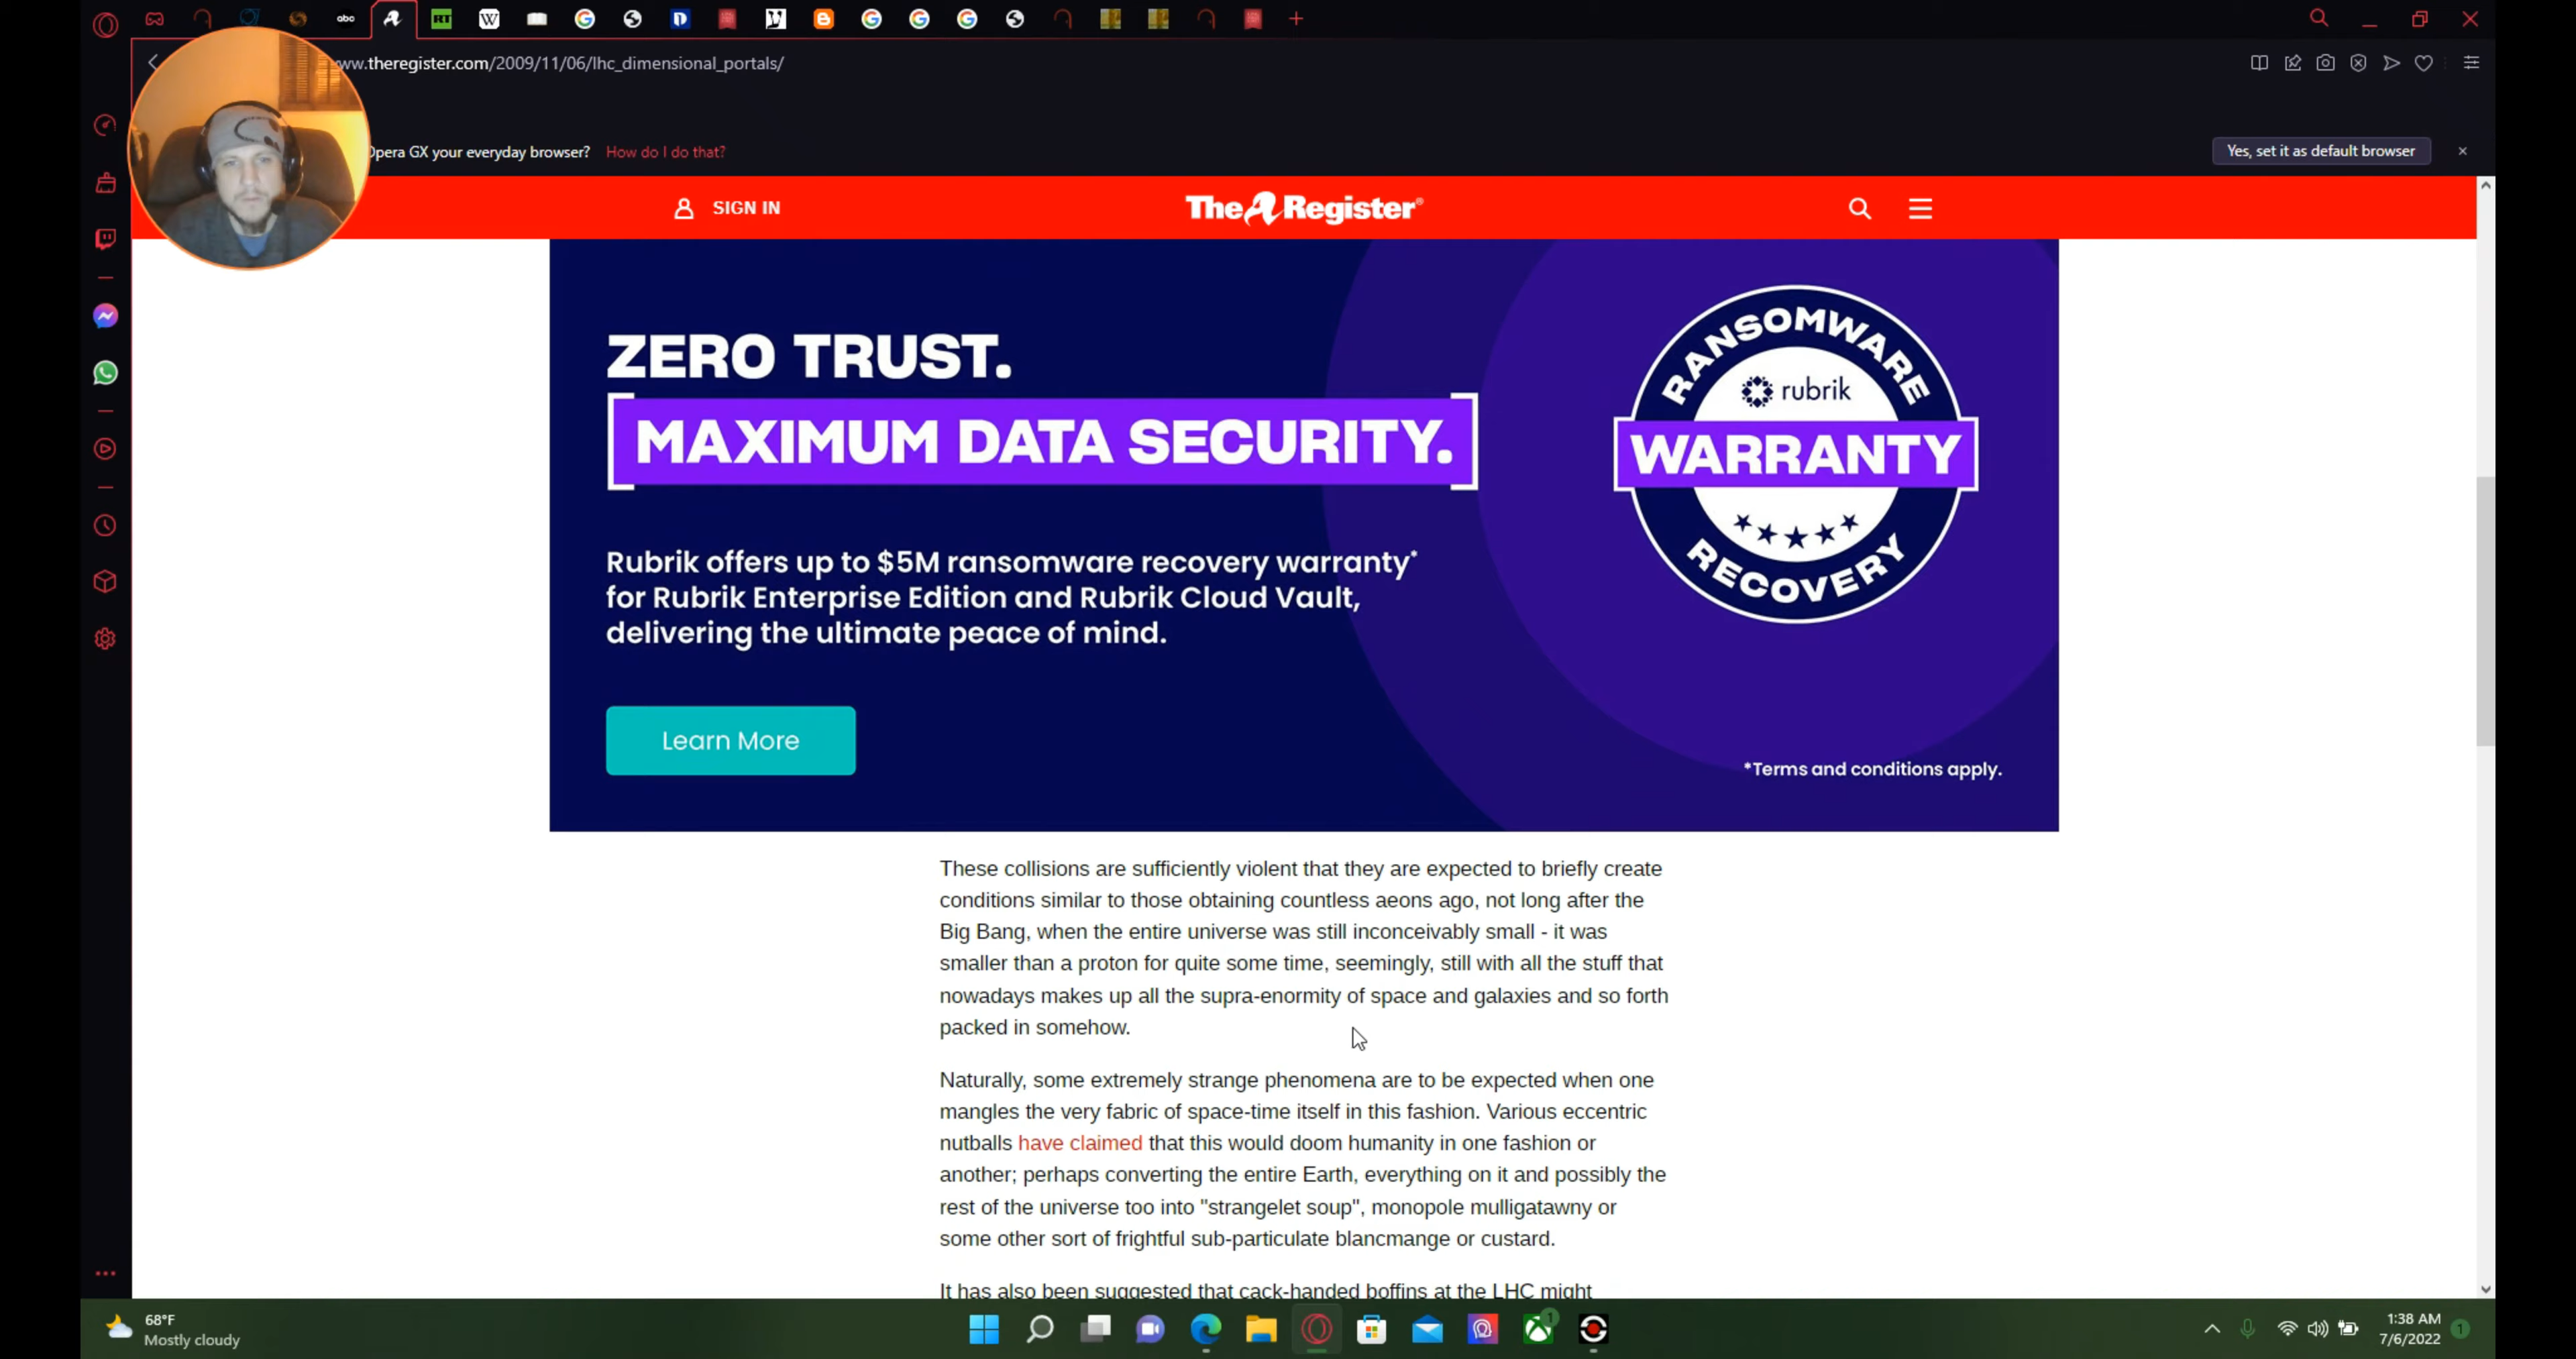 abc
RT
W
ww.theregister.com/2009/11/06/lhc_dimensional_portals/
Opera GX your everyday browser? How do I do that?
Yes, set it as default browser
SIGN IN
The Register®
ZERO TRUST.
MAXIMUM DATA SECURITY.
Rubrik offers up to $5M ransomware recovery warranty*
for Rubrik Enterprise Edition and Rubrik Cloud Vault,
delivering the ultimate peace of mind.
Learn More
RANSOMWARE
rubrik
WARRANTY
RECOVERY
*Terms and conditions apply.
These collisions are sufficiently violent that they are expected to briefly create
conditions similar to those obtaining countless aeons ago, not long after the
Big Bang, when the entire universe was still inconceivably small - it was
smaller than a proton for quite some time, seemingly, still with all the stuff that
nowadays makes up all the supra-enormity of space and galaxies and so forth
packed in somehow.
Naturally, some extremely strange phenomena are to be expected when one
mangles the very fabric of space-time itself in this fashion. Various eccentric
nutballs have claimed that this would doom humanity in one fashion or
another; perhaps converting the entire Earth, everything on it and possibly the
rest of the universe too into "strangelet soup", monopole mulligatawny or
some other sort of frightful sub-particulate blancmange or custard.
It has also been suggested that cack-handed boffins at the LHC might
68°F
Mostly cloudy
1
1:38 AM
7/6/2022
1